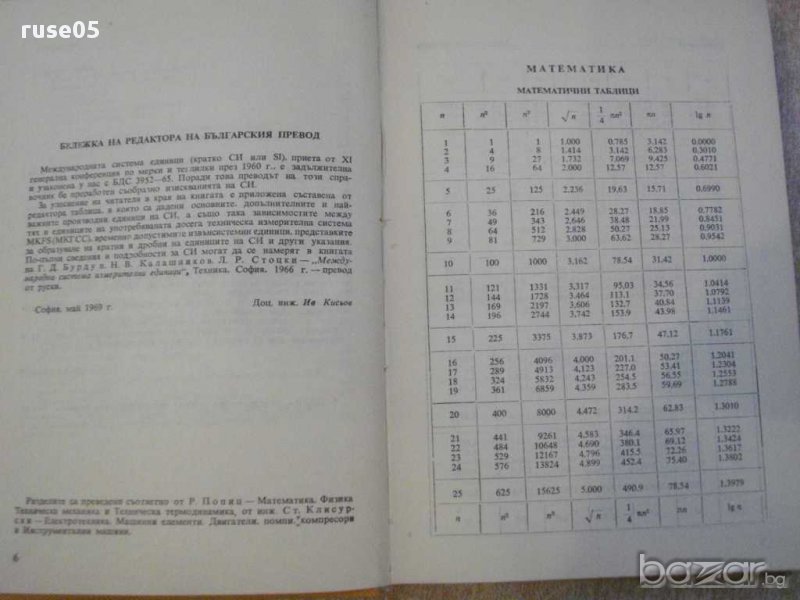 ruse05
БЕЛЕЖКА НА РЕДАКТОРА НА БЪЛГАРСКИЯ ПРЕВОД
Международната система единици (кратко СИ или SI), приета от XI
генерална конференция по мерки и теглилки през 1960 г., е задължителна
и узаконена у нас с БДС 3952—65. Поради това преводът на този спра-
вочник бе преработен съобразно изискванията на СИ.
За улеснение на читатели в края на книгата е приложена съставена от
редактора таблица, в която са дадени основните, допълнителните и най-
важните производни единици на СИ, а също така зависимостите между
тях и единиците на употребяваната досега техническа измерителна система
MKFS (МКГСС), временно допустимите извънсистемни единици, представките
за образуване на кратни и дробни на единиците на СИ и други указания.
По-пълни сведения и подробности за СИ могат да се намерят в книгата
на Г. Д. Бурдун, Н. В. Калашников, Л. Р. Стоцки — „Между-
народна система измерителни единици“, Техника, София, 1966 г. — превод
от руски.
София, май 1969 г.
Доц. инж. Ив Кисьов
Разделите са преведени съответно от Р. Попиц — Математика, Физика
Техническа механика и Техническа термодинамика, от инж. Ст. Клисур-
ски — Електротехника. Машинни елементи. Двигатели, помпи, компресори
и Инструментални машини.
6
МАТЕМАТИКА
МАТЕМАТИЧНИ ТАБЛИЦИ
n n² n³ √n 1/4 πn² πn lg n
1 1 1 1.000 0.785 3.142 0.0000
2 4 8 1.414 3.142 6.283 0.3010
3 9 27 1.732 7.069 9.425 0.4771
4 16 64 2.000 12.57 12.57 0.6021
5 25 125 2.236 19,63 15.71 0.6990
6 36 216 2.449 28.27 18.85 0.7782
7 49 343 2.646 38.48 21.99 0.8451
8 64 512 2.828 50.27 25.13 0.9031
9 81 729 3.000 63.62 28.27 0.9542
10 100 1000 3,162 78.54 31.42 1.0000
11 121 1331 3,317 95,03 34,56 1.0414
12 144 1728 3.464 113.1 37,70 1.0792
13 169 2197 3.606 132,7 40.84 1.1139
14 196 2744 3.742 153.9 43.98 1.1461
15 225 3375 3,873 176,7 47,12 1.1761
16 256 4096 4.000 201.1 50,27 1.2041
17 289 4913 4,123 227.0 53,41 1.2304
18 324 5832 4,243 254.5 56,55 1.2553
19 361 6859 4.359 283.5 59,69 1.2788
20 400 8000 4,472 314.2 62,83 1.3010
21 441 9261 4,583 346.4 65.97 1.3222
22 484 10648 4.690 380.1 69,12 1.3424
23 529 12167 4.796 415.5 72.26 1.3617
24 576 13824 4.899 452.4 75.40 1.3802
25 625 15625 5.000 490.9 78,54 1.3979
n n² n³ √n 1/4 πn² πn lg n
bazar.bg